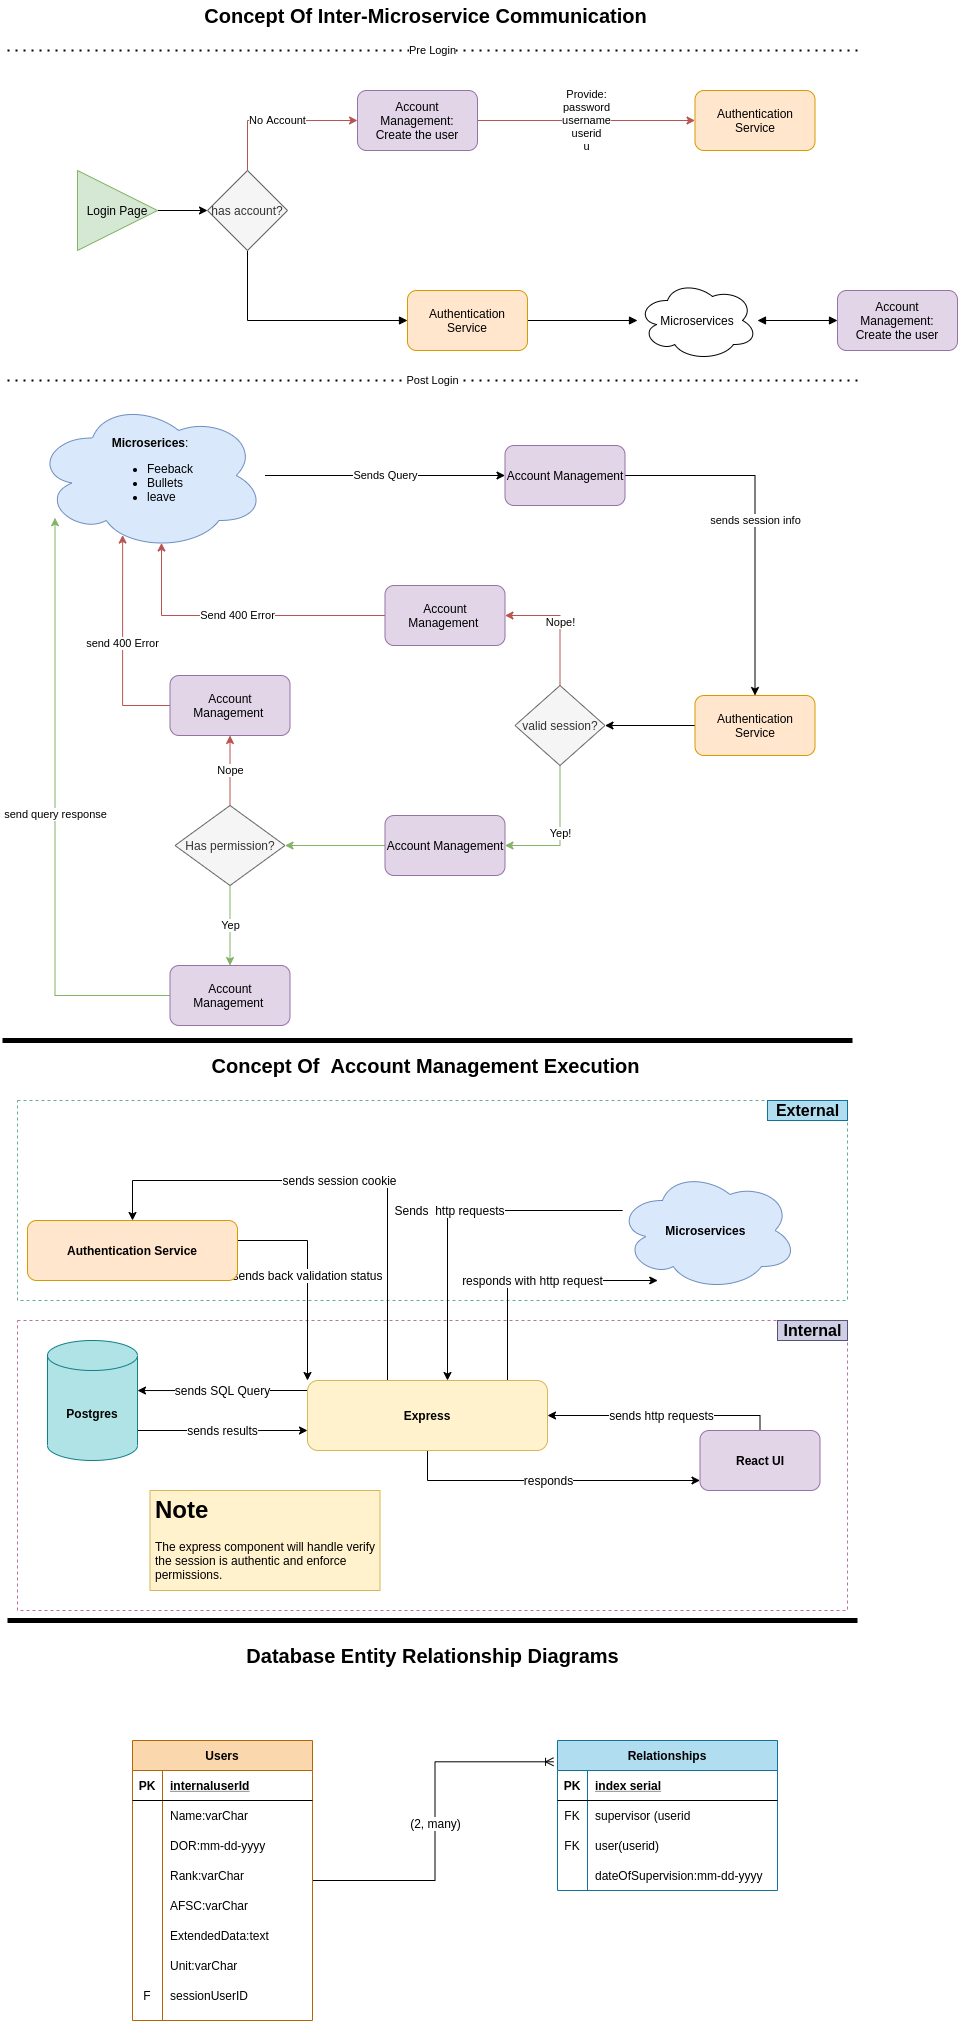 Concept Of Inter-Microservice Communication
Pre Login
No Account
Account
Management:
Create the user
Provide:
password
username
userid
u
Authentication
Service
Login Page
has account?
Authentication
Service
Microservices
Account
Management:
Create the user
Post Login
Microserices:
Feeback
Bullets
leave
Sends Query
Account Management
sends session info
Send 400 Error
Account
Management
Nope!
send 400 Error
Account
Management
valid session?
Authentication
Service
Nope
send query response
Has permission?
Account Management
Yep!
Yep
Account
Management
Concept Of  Account Management Execution
External
sends session cookie
Sends  http requests
Microservices
Authentication Service
sends back validation status
responds with http request
Internal
Postgres
sends SQL Query
sends results
Express
sends http requests
React UI
responds
Note
The express component will handle verify
the session is authentic and enforce
permissions.
Database Entity Relationship Diagrams
Users
PK internaluserId
Name:varChar
DOR:mm-dd-yyyy
Rank:varChar
AFSC:varChar
ExtendedData:text
Unit:varChar
F sessionUserID
(2, many)
Relationships
PK index serial
FK supervisor (userid
FK user(userid)
dateOfSupervision:mm-dd-yyyy